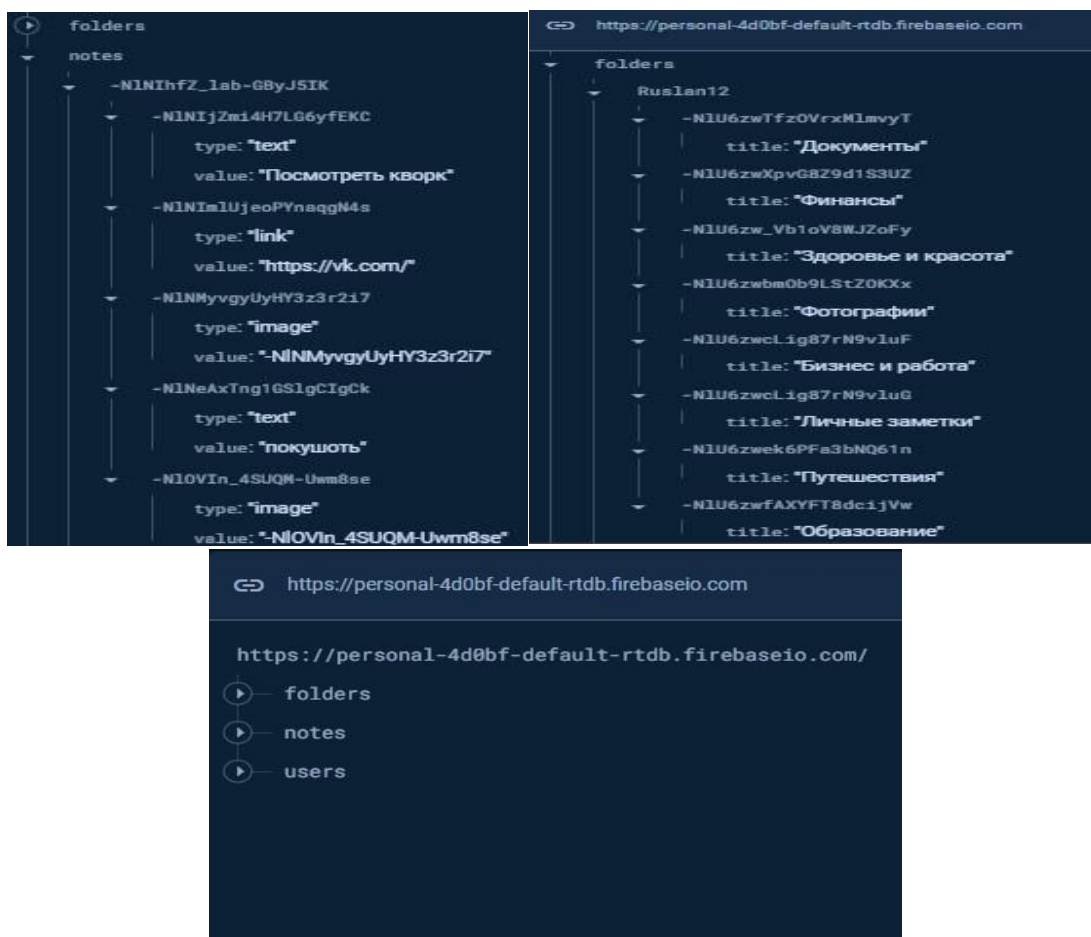 folders
notes
-NlNIhfZ_lab-GByJ5IK
-NlNIjZmi4H7LG6yfEKC
type: "text"
value: "Посмотреть кворк"
-NlNImlUjeoPYnaqgN4s
type: "link"
value: "https://vk.com/"
-NlNMyvgyUyHY3z3r2i7
type: "image"
value: "-NlNMyvgyUyHY3z3r2i7"
-NlNeAxTng1GSlgCIgCk
type: "text"
value: "покушоть"
-NlOVIn_4SUQM-Uwm8se
type: "image"
value: "-NlOVIn_4SUQM-Uwm8se"
https://personal-4d0bf-default-rtdb.firebaseio.com
folders
Ruslan12
-NlU6zwTfzOVrxMlmvyT
title: "Документы"
-NlU6zwXpvG8Z9d1S3UZ
title: "Финансы"
-NlU6zw_Vb1oV8WJZoFy
title: "Здоровье и красота"
-NlU6zwbmOb9LStZOKXx
title: "Фотографии"
-NlU6zwcLig87rN9vluF
title: "Бизнес и работа"
-NlU6zwcLig87rN9vluG
title: "Личные заметки"
-NlU6zwek6PFa3bNQ61n
title: "Путешествия"
-NlU6zwfAXYFT8dcijVw
title: "Образование"
https://personal-4d0bf-default-rtdb.firebaseio.com
https://personal-4d0bf-default-rtdb.firebaseio.com/
folders
notes
users